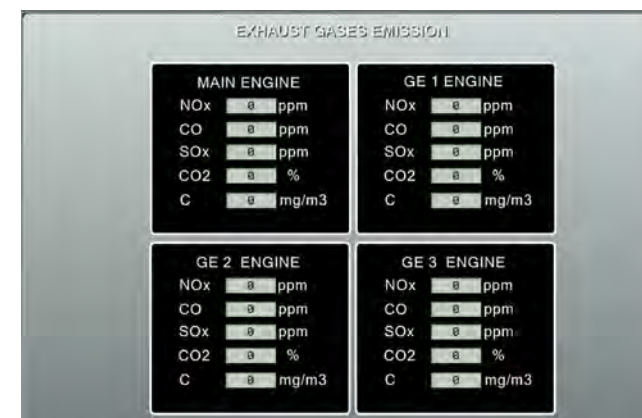 EXHAUST GASES EMISSION
MAIN ENGINE
NOx 0 ppm
CO 0 ppm
SOx 0 ppm
CO2 0 %
C 0 mg/m3
GE 1 ENGINE
NOx 0 ppm
CO 0 ppm
SOx 0 ppm
CO2 0 %
C 0 mg/m3
GE 2 ENGINE
NOx 0 ppm
CO 0 ppm
SOx 0 ppm
CO2 0 %
C 0 mg/m3
GE 3 ENGINE
NOx 0 ppm
CO 0 ppm
SOx 0 ppm
CO2 0 %
C 0 mg/m3